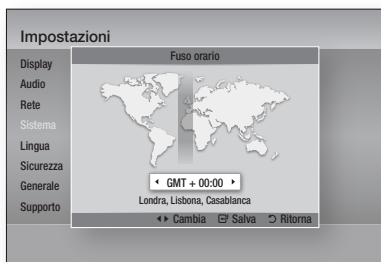 Impostazioni
Fuso orario
Display
Audio
Rete
Sistema
Lingua
Sicurezza
Generale
Supporto
GMT + 00:00
Londra, Lisbona, Casablanca
Cambia Salva Ritorna